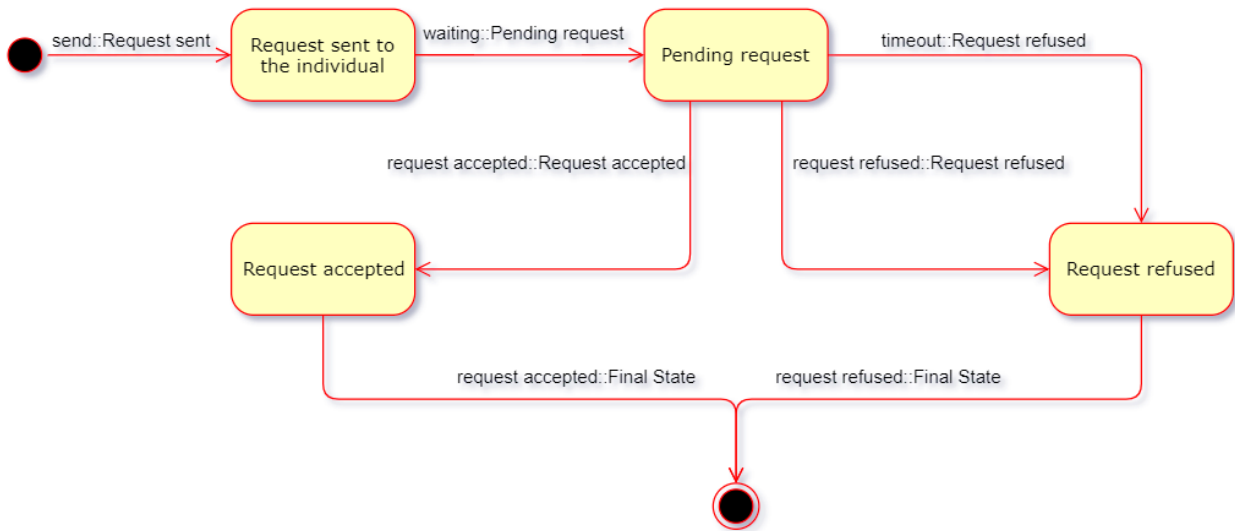 send::Request sent
Request sent to
the individual
waiting::Pending request
Pending request
timeout::Request refused
request accepted::Request accepted
request refused::Request refused
Request accepted
Request refused
request accepted::Final State
request refused::Final State